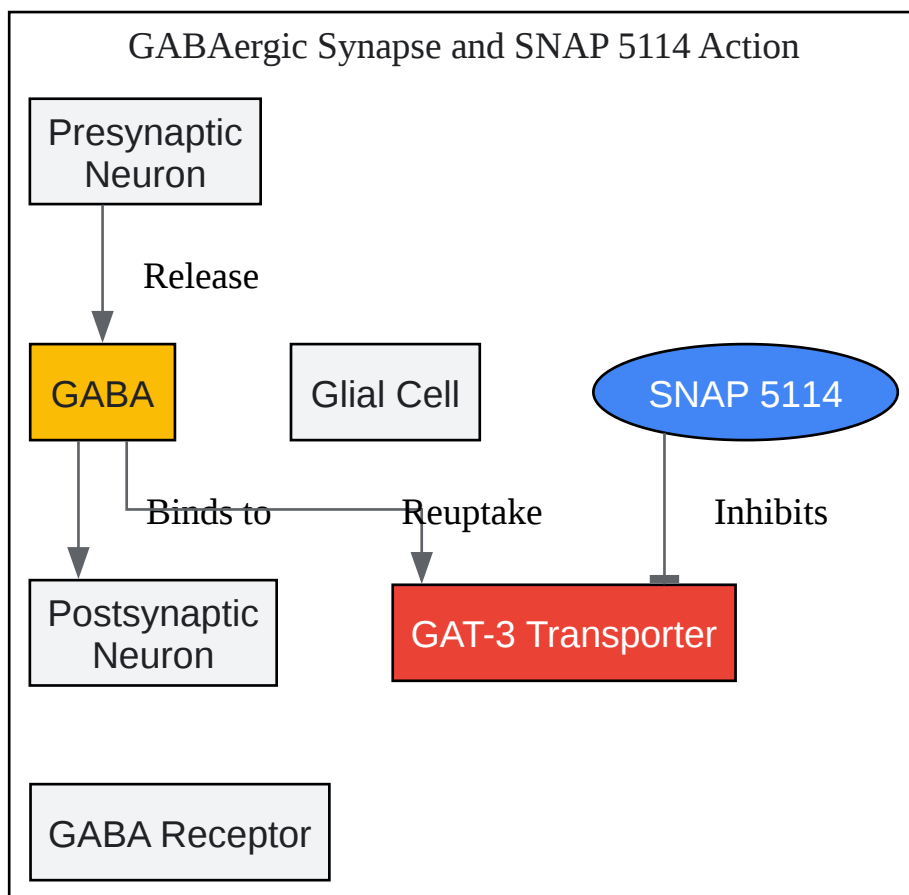 GABAergic Synapse and SNAP 5114 Action
Presynaptic
Neuron
Release
GABA
Glial Cell
SNAP 5114
Binds to
Reuptake
Inhibits
Postsynaptic
Neuron
GAT-3 Transporter
GABA Receptor